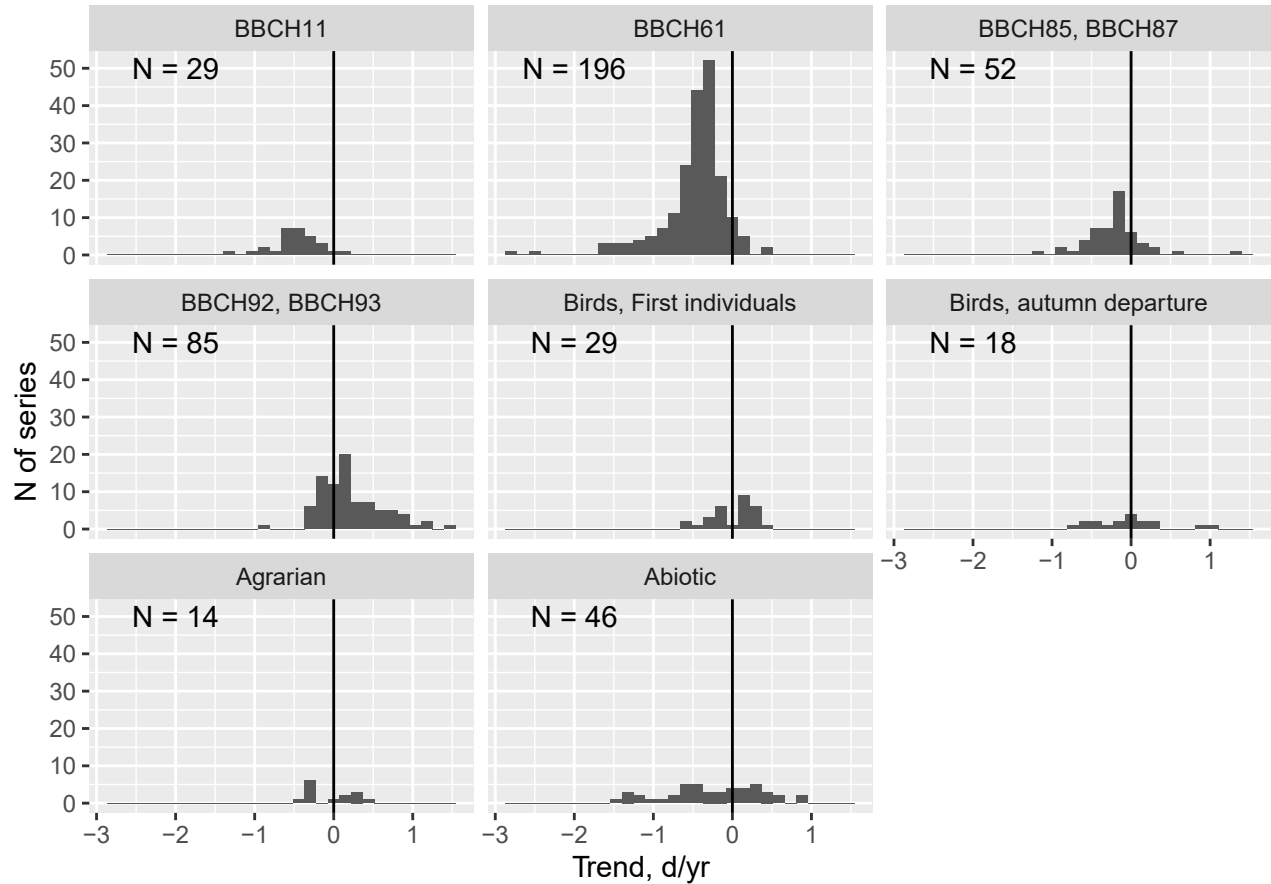 BBCH11
BBCH61
BBCH85, BBCH87
N = 29
N = 196
N = 52
50
40
30
20
10
0
BBCH92, BBCH93
Birds, First individuals
Birds, autumn departure
N = 85
N = 29
N = 18
50
40
30
20
10
0
N of series
−3 −2 −1 0 1
Agrarian
Abiotic
N = 14
N = 46
50
40
30
20
10
0
−3 −2 −1 0 1
−3 −2 −1 0 1
Trend, d/yr